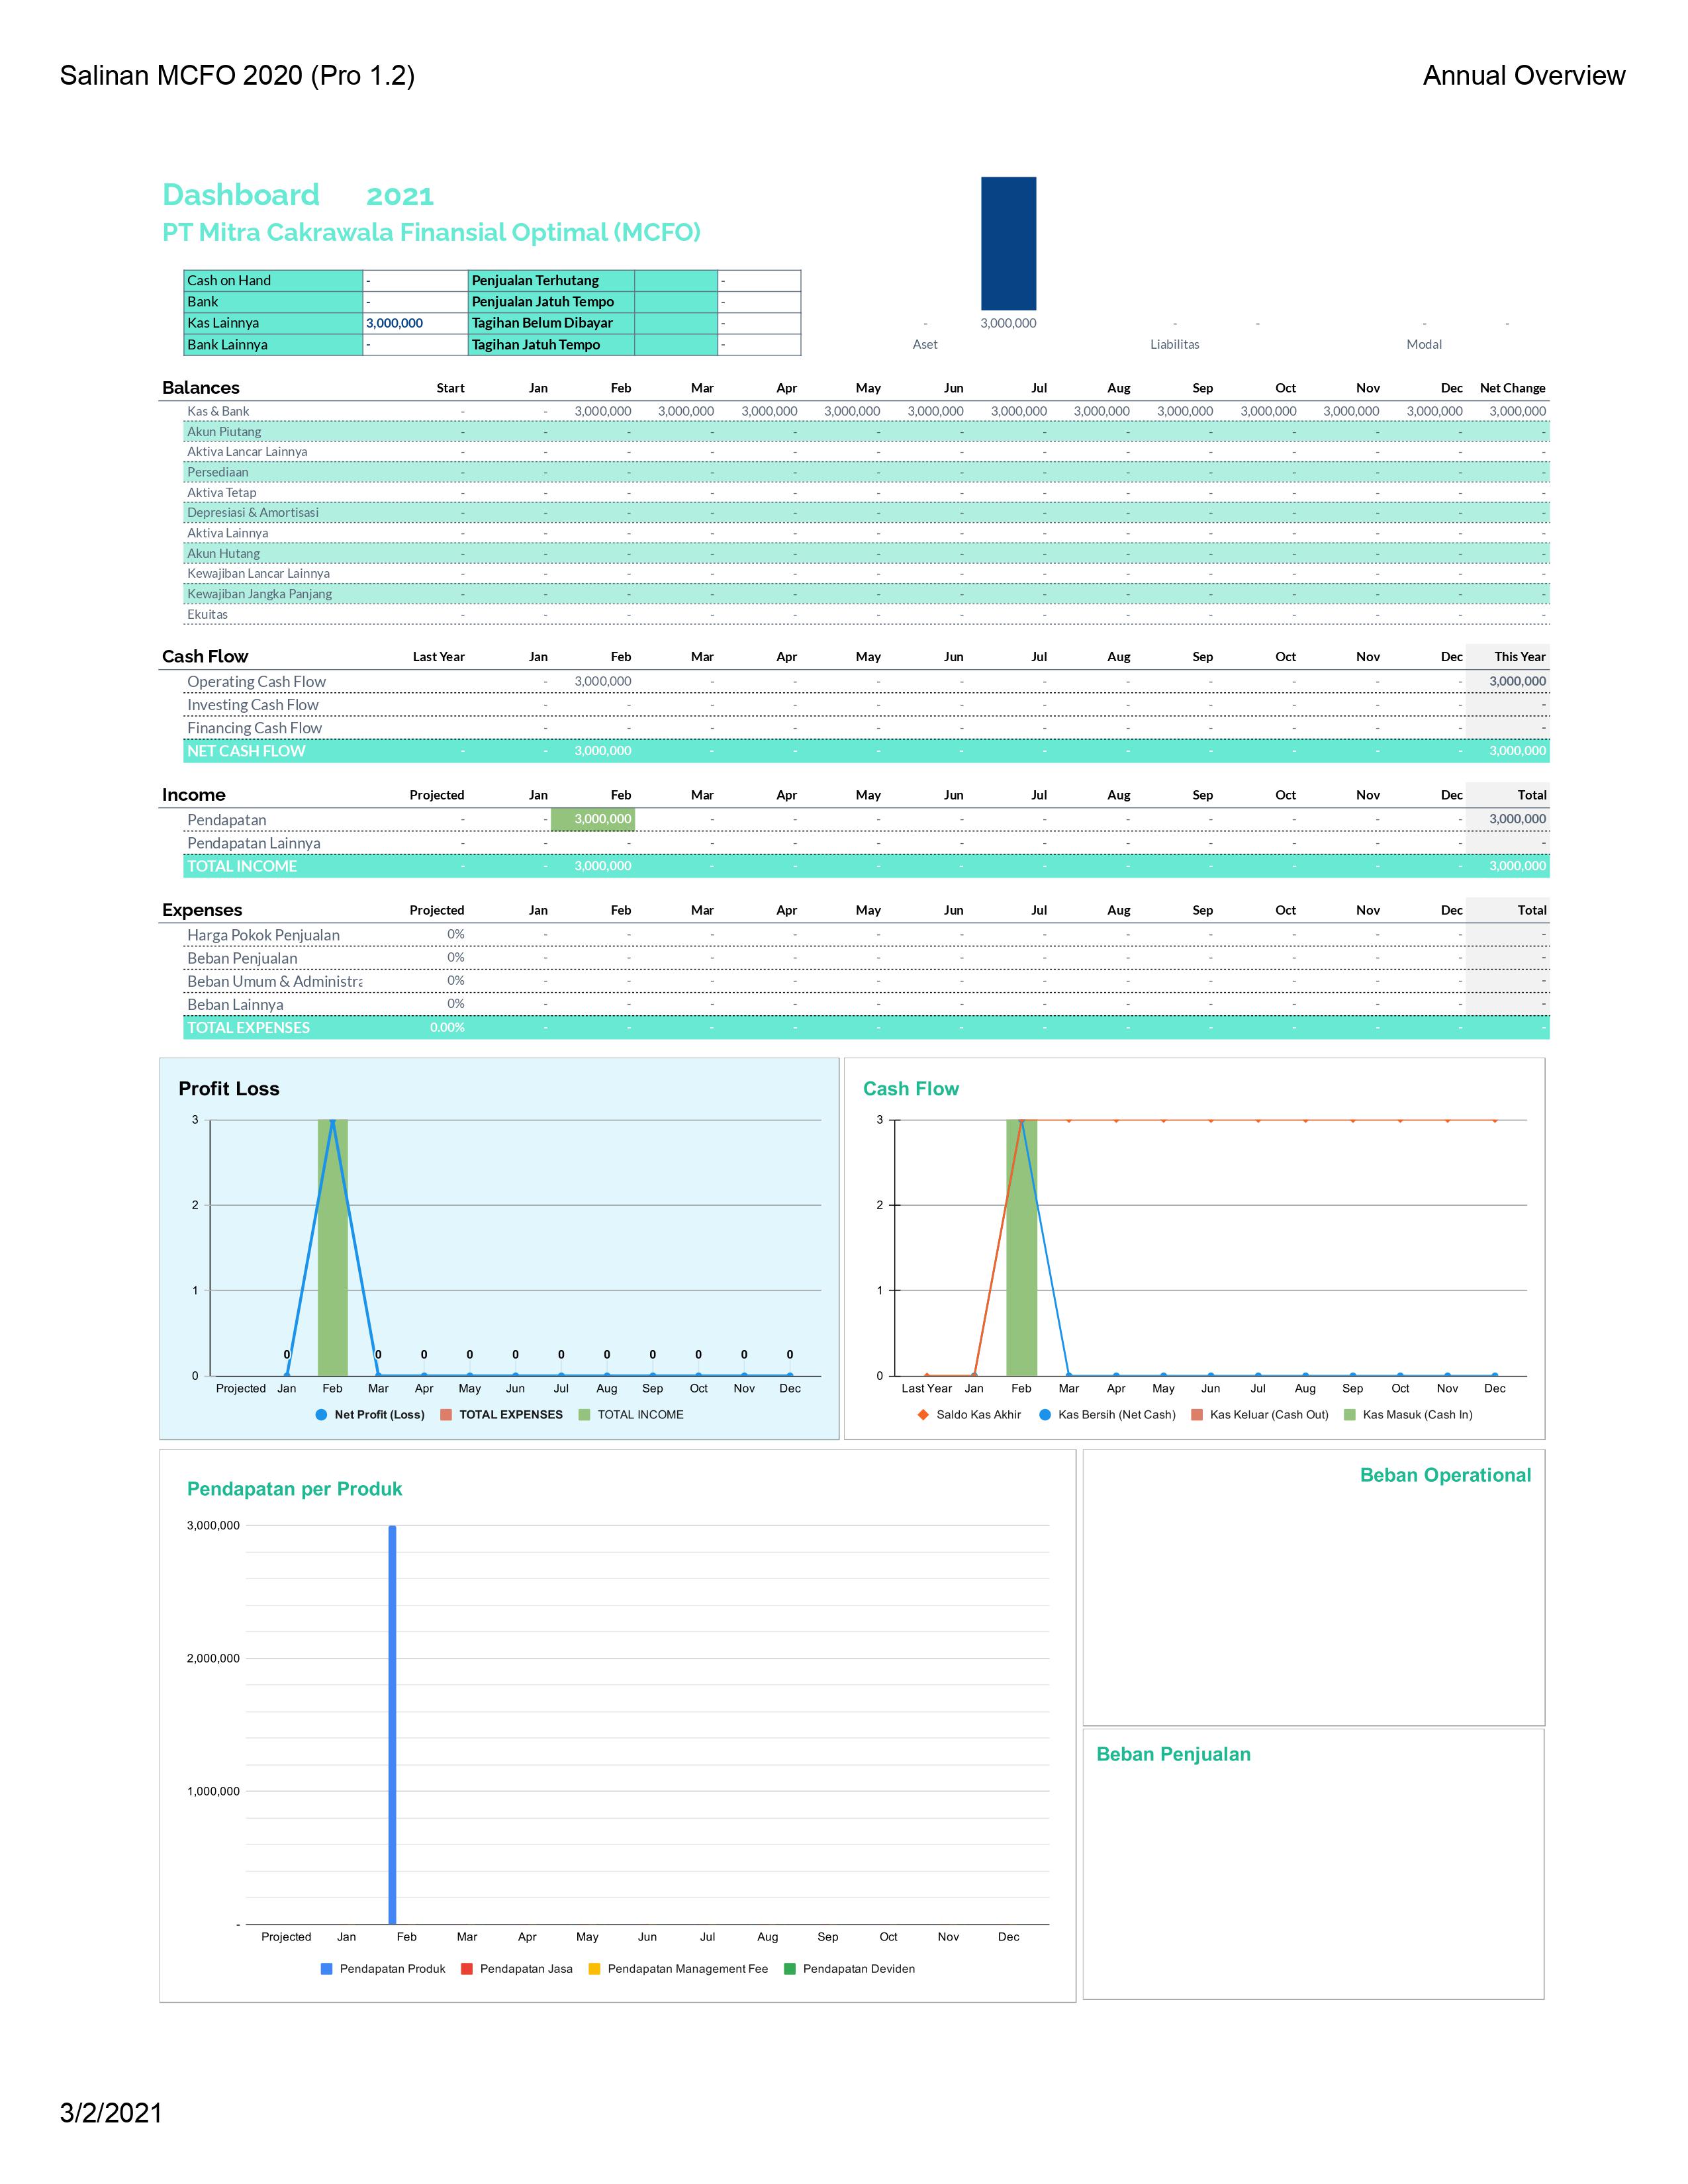 Salinan MCFO 2020 (Pro 1.2) Annual Overview
Dashboard 2021
PT Mitra Cakrawala Finansial Optimal (MCFO)
Cash on Hand - Penjualan Terhutang -
Bank - Penjualan Jatuh Tempo -
Kas Lainnya 3,000,000 Tagihan Belum Dibayar -
Bank Lainnya - Tagihan Jatuh Tempo -
- 3,000,000 - - - -
Aset Liabilitas Modal
Balances Start Jan Feb Mar Apr May Jun Jul Aug Sep Oct Nov Dec Net Change
Kas & Bank - - 3,000,000 3,000,000 3,000,000 3,000,000 3,000,000 3,000,000 3,000,000 3,000,000 3,000,000 3,000,000 3,000,000 3,000,000
Akun Piutang - - - - - - - - - - - - - -
Aktiva Lancar Lainnya - - - - - - - - - - - - - -
Persediaan - - - - - - - - - - - - - -
Aktiva Tetap - - - - - - - - - - - - - -
Depresiasi & Amortisasi - - - - - - - - - - - - - -
Aktiva Lainnya - - - - - - - - - - - - - -
Akun Hutang - - - - - - - - - - - - - -
Kewajiban Lancar Lainnya - - - - - - - - - - - - - -
Kewajiban Jangka Panjang - - - - - - - - - - - - - -
Ekuitas - - - - - - - - - - - - - -
Cash Flow Last Year Jan Feb Mar Apr May Jun Jul Aug Sep Oct Nov Dec This Year
Operating Cash Flow - 3,000,000 - - - - - - - - - - 3,000,000
Investing Cash Flow - - - - - - - - - - - - -
Financing Cash Flow - - - - - - - - - - - - -
NET CASH FLOW - - 3,000,000 - - - - - - - - - - 3,000,000
Income Projected Jan Feb Mar Apr May Jun Jul Aug Sep Oct Nov Dec Total
Pendapatan - - 3,000,000 - - - - - - - - - - 3,000,000
Pendapatan Lainnya - - - - - - - - - - - - - -
TOTAL INCOME - - 3,000,000 - - - - - - - - - - 3,000,000
Expenses Projected Jan Feb Mar Apr May Jun Jul Aug Sep Oct Nov Dec Total
Harga Pokok Penjualan 0% - - - - - - - - - - - - -
Beban Penjualan 0% - - - - - - - - - - - - -
Beban Umum & Administra 0% - - - - - - - - - - - - -
Beban Lainnya 0% - - - - - - - - - - - - -
TOTAL EXPENSES 0.00% - - - - - - - - - - - - -
Profit Loss
3
2
1
0 0 0 0 0 0 0 0 0 0 0
0
Projected Jan Feb Mar Apr May Jun Jul Aug Sep Oct Nov Dec
Net Profit (Loss) TOTAL EXPENSES TOTAL INCOME
Cash Flow
3
2
1
0
Last Year Jan Feb Mar Apr May Jun Jul Aug Sep Oct Nov Dec
Saldo Kas Akhir Kas Bersih (Net Cash) Kas Keluar (Cash Out) Kas Masuk (Cash In)
Pendapatan per Produk
3,000,000
2,000,000
1,000,000
-
Projected Jan Feb Mar Apr May Jun Jul Aug Sep Oct Nov Dec
Pendapatan Produk Pendapatan Jasa Pendapatan Management Fee Pendapatan Deviden
Beban Operational
Beban Penjualan
3/2/2021